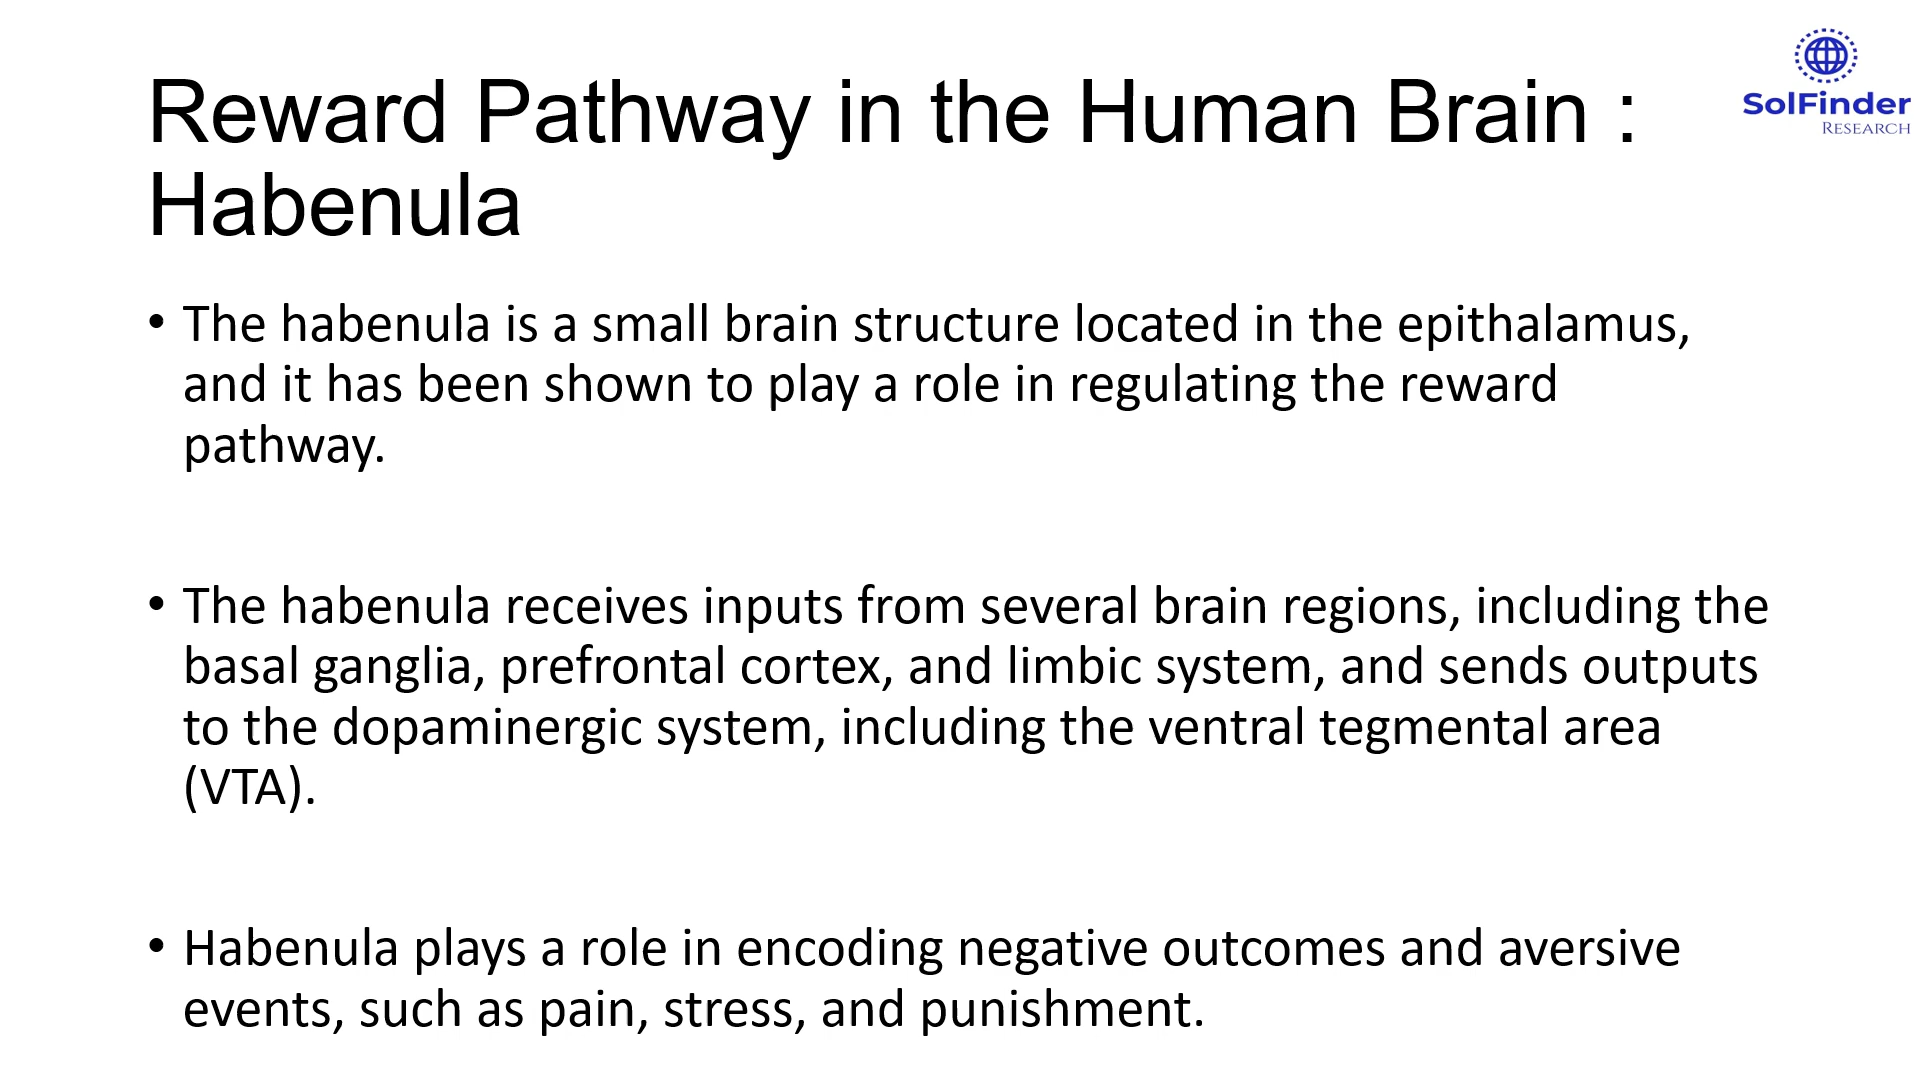 Reward Pathway in the Human Brain :
Habenula
SolFinder
RESEARCH
• The habenula is a small brain structure located in the epithalamus,
and it has been shown to play a role in regulating the reward
pathway.
• The habenula receives inputs from several brain regions, including the
basal ganglia, prefrontal cortex, and limbic system, and sends outputs
to the dopaminergic system, including the ventral tegmental area
(VTA).
• Habenula plays a role in encoding negative outcomes and aversive
events, such as pain, stress, and punishment.